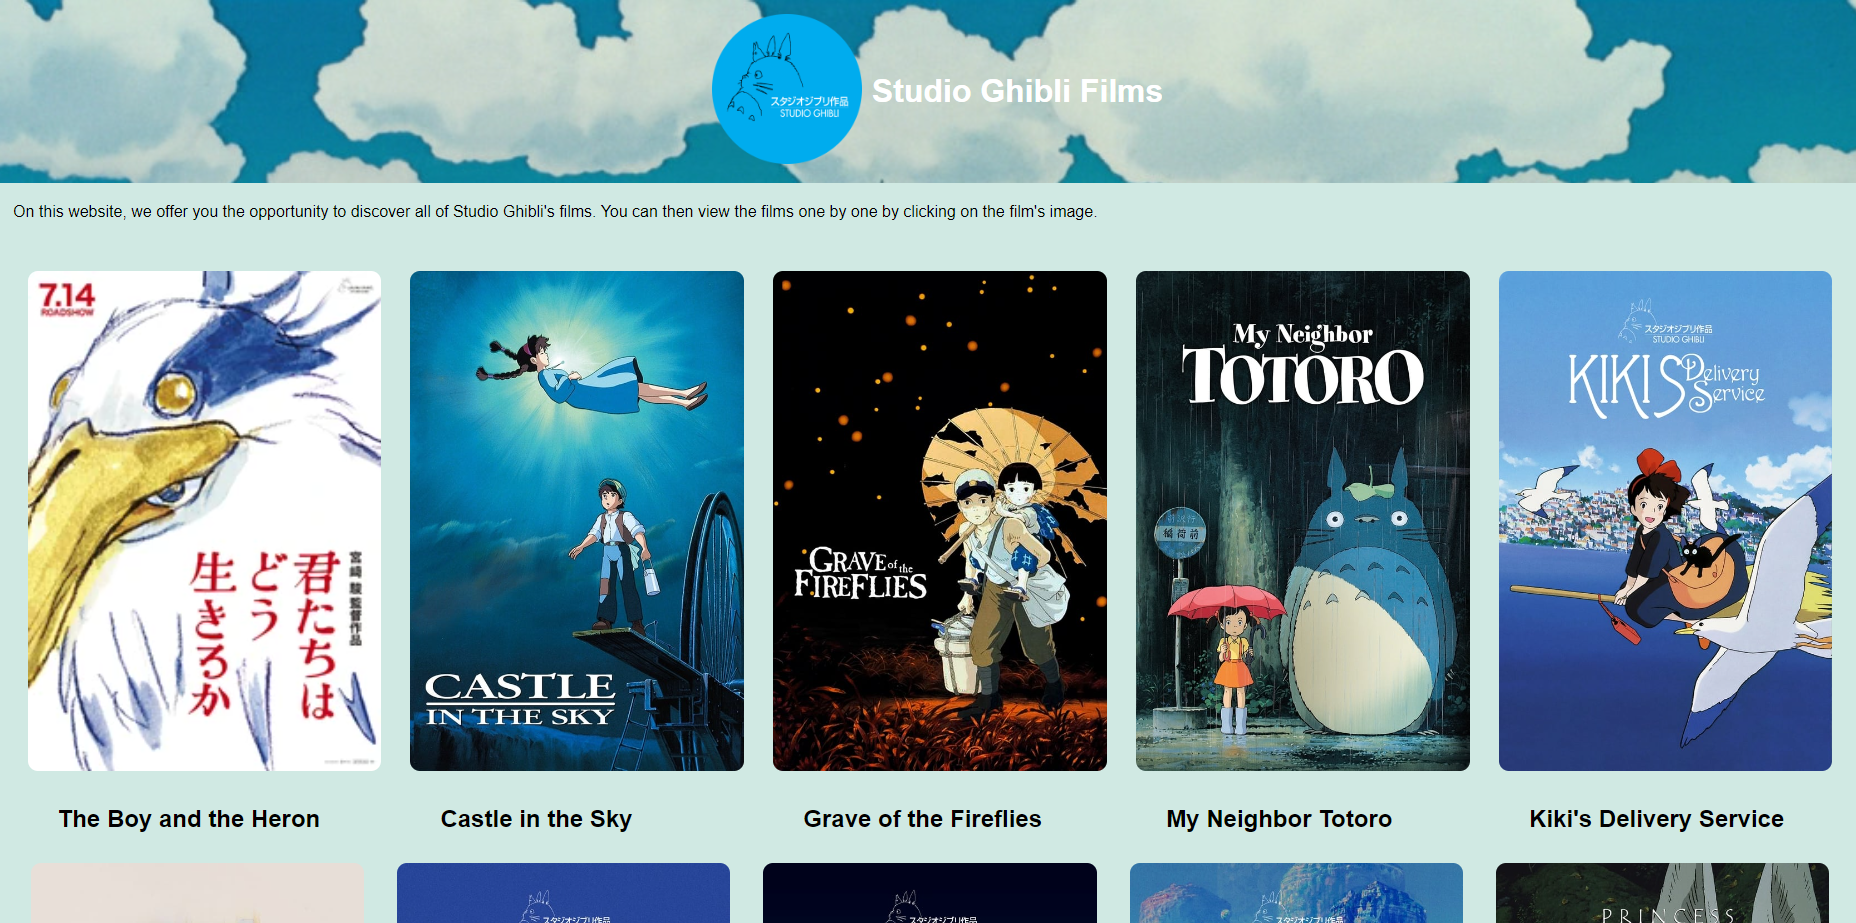 スタジオジブリ作品
STUDIO GHIBLI
Studio Ghibli Films
On this website, we offer you the opportunity to discover all of Studio Ghibli's films. You can then view the films one by one by clicking on the film's image.
7.14
ROADSHOW
君たちは
どう
生きるか
宮﨑 駿 監督作品
CASTLE
IN THE SKY
GRAVE of the
FIREFLIES
My Neighbor
TOTORO
稲荷前
スタジオジブリ作品
STUDIO GHIBLI
KIKI'S Delivery
Service
The Boy and the Heron
Castle in the Sky
Grave of the Fireflies
My Neighbor Totoro
Kiki's Delivery Service
スタジオジブリ作品
スタジオジブリ作品
スタジオジブリ作品
PRINCESS